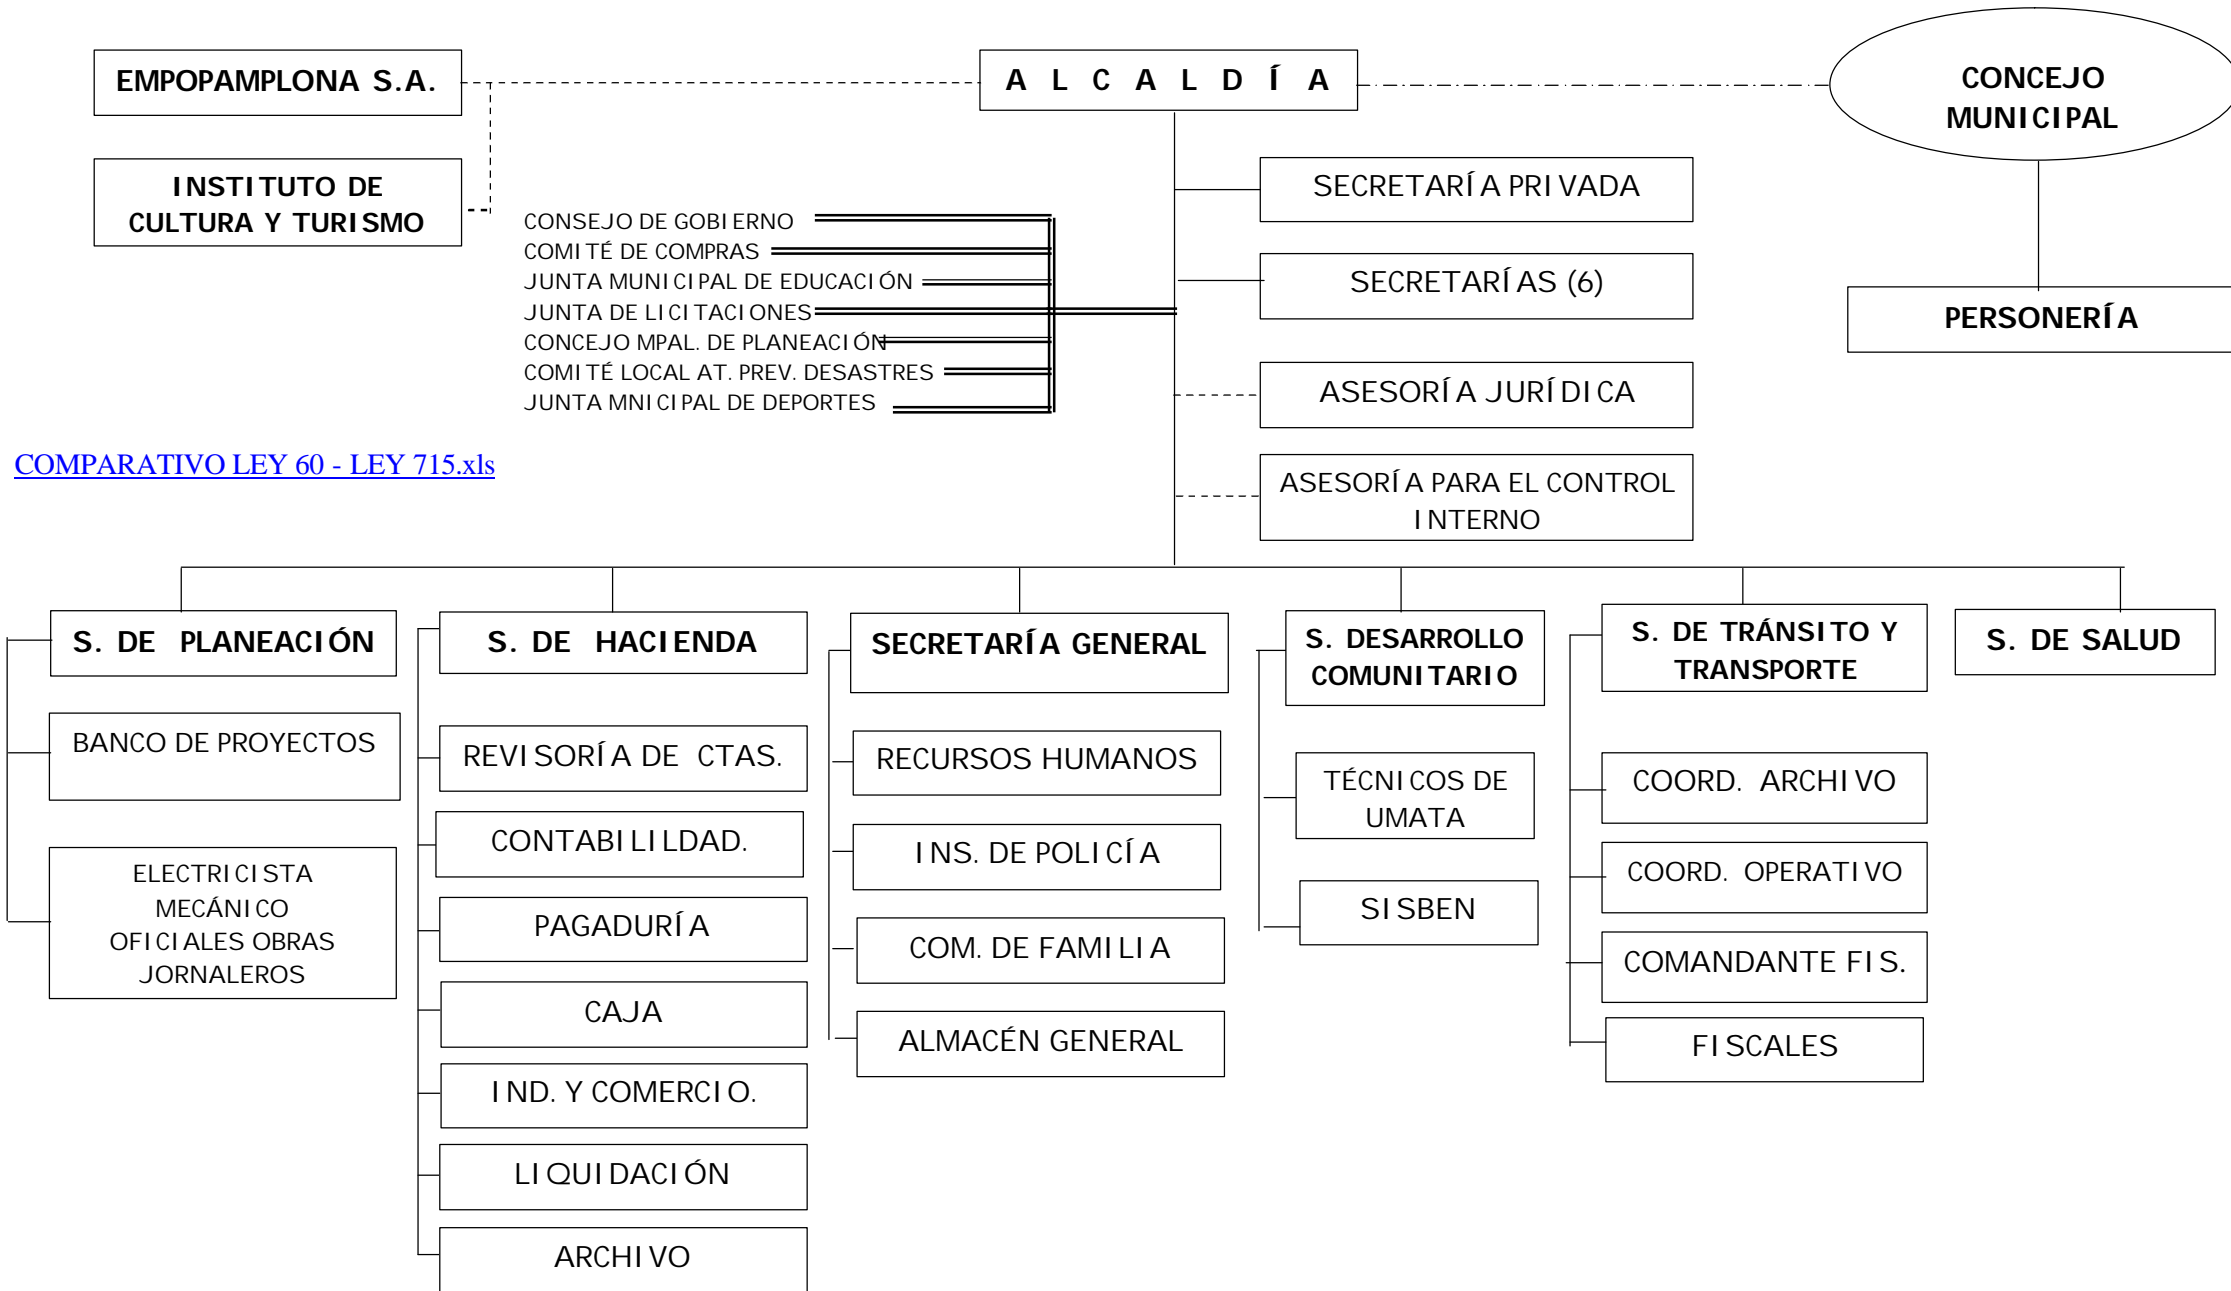 EMPOPAMPLONA S.A.
A L C A L D Í A
CONCEJO
MUNICIPAL
INSTITUTO DE
CULTURA Y TURISMO
SECRETARÍA PRIVADA
CONSEJO DE GOBIERNO
COMITÉ DE COMPRAS
JUNTA MUNICIPAL DE EDUCACIÓN
JUNTA DE LICITACIONES
CONCEJO MPAL. DE PLANEACIÓN
COMITÉ LOCAL AT. PREV. DESASTRES
JUNTA MNICIPAL DE DEPORTES
SECRETARÍAS (6)
PERSONERÍA
ASESORÍA JURÍDICA
COMPARATIVO LEY 60 - LEY 715.xls
ASESORÍA PARA EL CONTROL
INTERNO
S. DE PLANEACIÓN
BANCO DE PROYECTOS
ELECTRICISTA
MECÁNICO
OFICIALES OBRAS
JORNALEROS
S. DE HACIENDA
REVISORÍA DE CTAS.
CONTABILILDAD.
PAGADURÍA
CAJA
IND. Y COMERCIO.
LIQUIDACIÓN
ARCHIVO
SECRETARÍA GENERAL
RECURSOS HUMANOS
INS. DE POLICÍA
COM. DE FAMILIA
ALMACÉN GENERAL
S. DESARROLLO
COMUNITARIO
TÉCNICOS DE
UMATA
SISBEN
S. DE TRÁNSITO Y
TRANSPORTE
COORD. ARCHIVO
COORD. OPERATIVO
COMANDANTE FIS.
FISCALES
S. DE SALUD